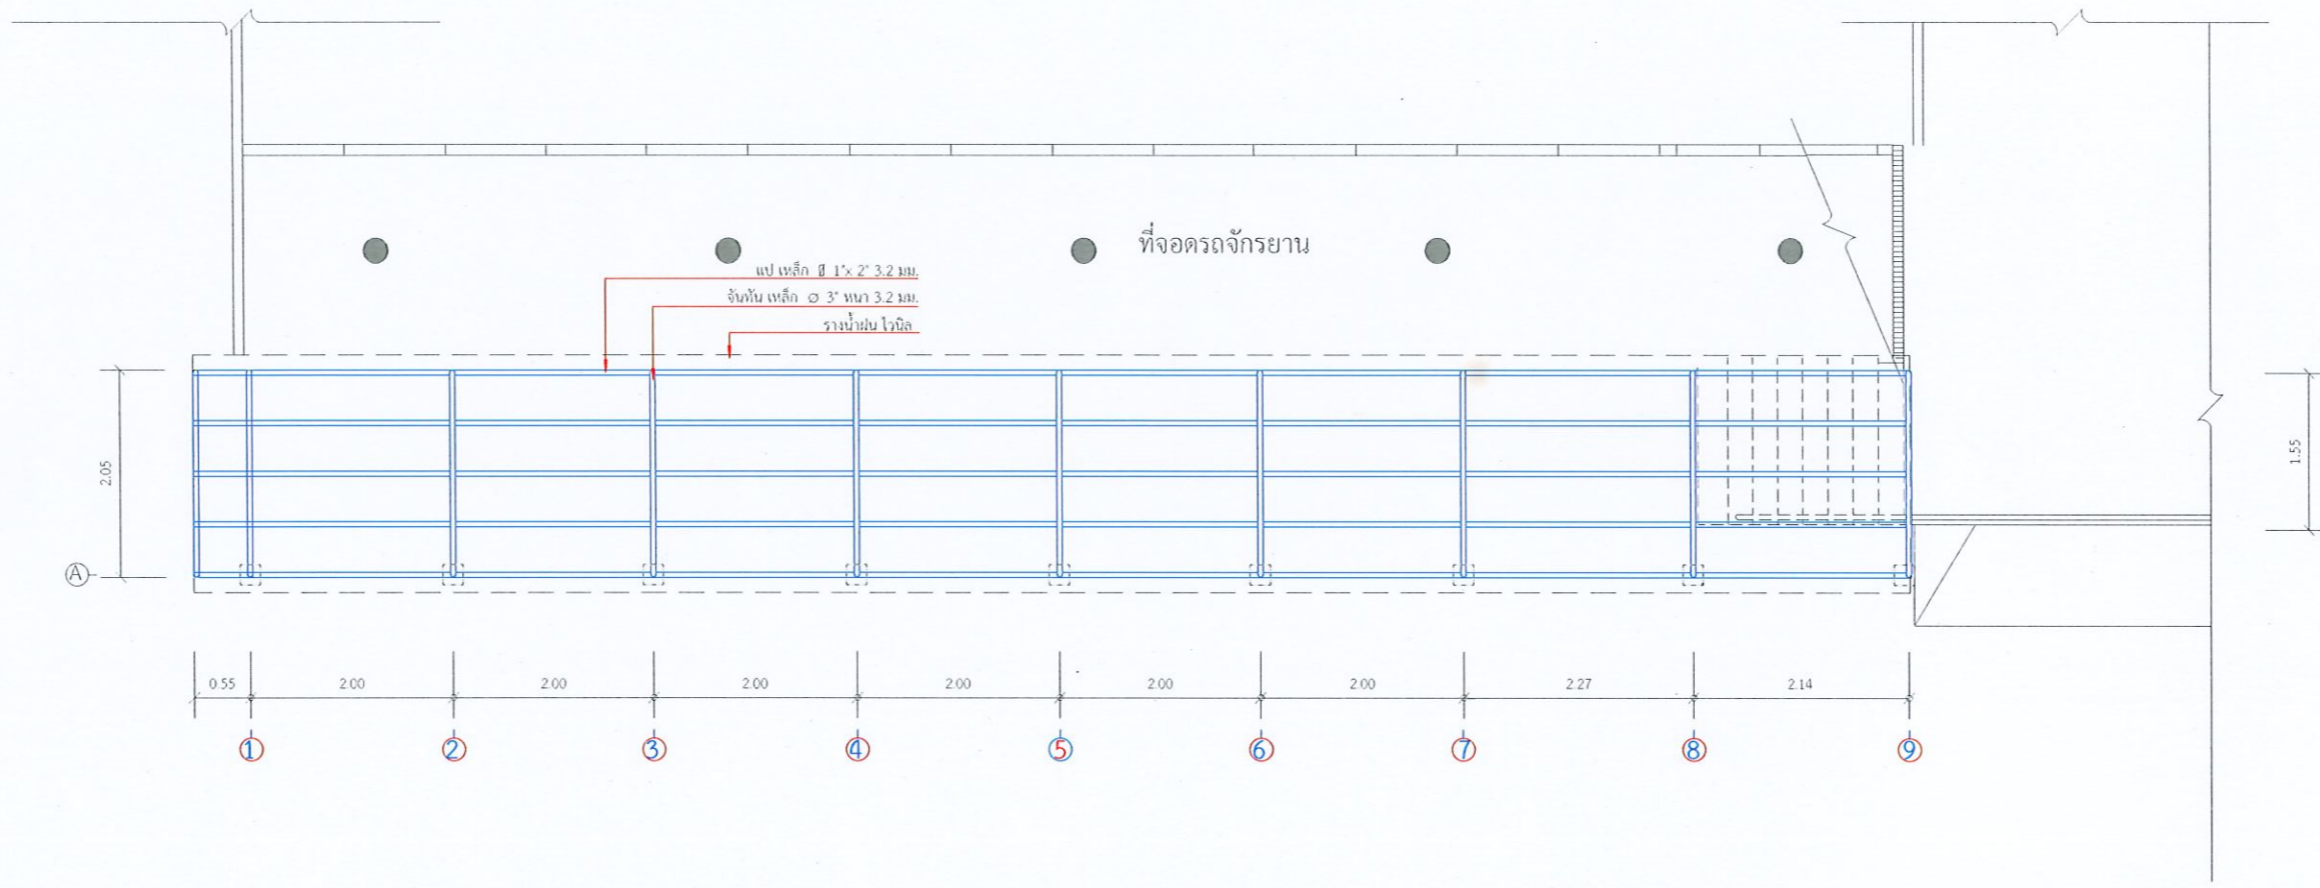 ที่จอดรถจักรยาน
แป เหล็ก 1"x 2" 3.2 มม.
จันทัน เหล็ก ⌀ 3" หนา 3.2 มม.
รางน้ำฝน ไวนิล
2.05
1.55
A
0.55 2.00 2.00 2.00 2.00 2.00 2.00 2.27 2.14
1 2 3 4 5 6 7 8 9